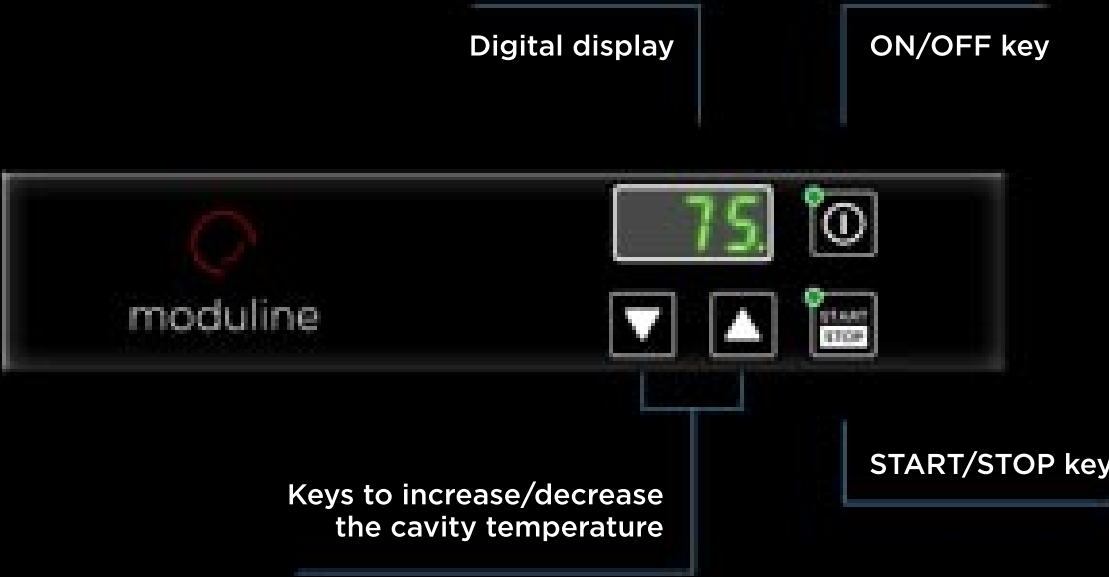 Digital display
ON/OFF key
75.
moduline
START
STOP
START/STOP key
Keys to increase/decrease
the cavity temperature